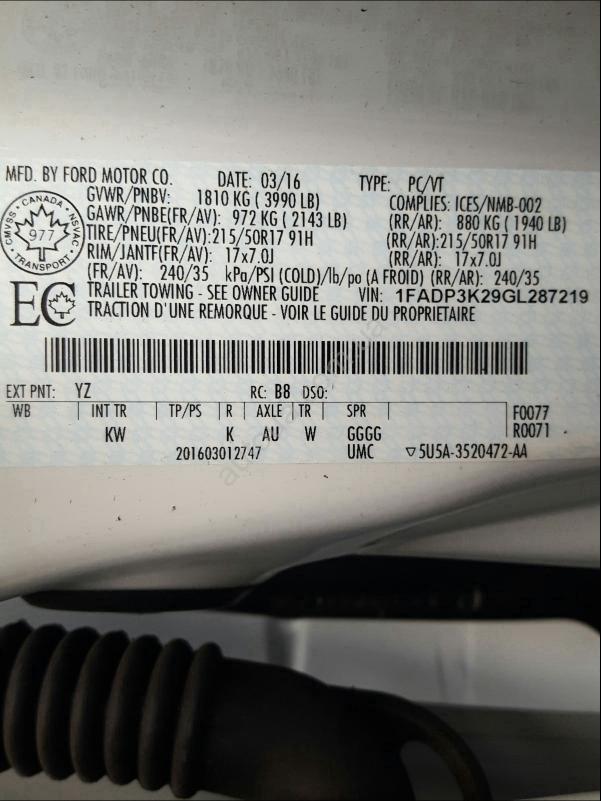 MFD. BY FORD MOTOR CO. DATE: 03/16 TYPE: PC/VT
GVWR/PNBV: 1810 KG ( 3990 LB) COMPLIES: ICES/NMB-002
GAWR/PNBE(FR/AV): 972 KG ( 2143 LB) (RR/AR): 880 KG ( 1940 LB)
TIRE/PNEU(FR/AV):215/50R17 91H (RR/AR):215/50R17 91H
RIM/JANTF(FR/AV): 17x7.0J (RR/AR): 17x7.0J
(FR/AV): 240/35 kPa/PSI (COLD)/lb/po (A FROID) (RR/AR): 240/35
TRAILER TOWING - SEE OWNER GUIDE VIN: 1FADP3K29GL287219
TRACTION D'UNE REMORQUE - VOIR LE GUIDE DU PROPRIETAIRE
CMVSS · CANADA · NSVAC
977
TRANSPORT
EC
EXT PNT: YZ RC: B8 DSO:
WB INT TR TP/PS R AXLE TR SPR F0077
KW K AU W GGGG R0071
201603012747 UMC ▽5U5A-3520472-AA